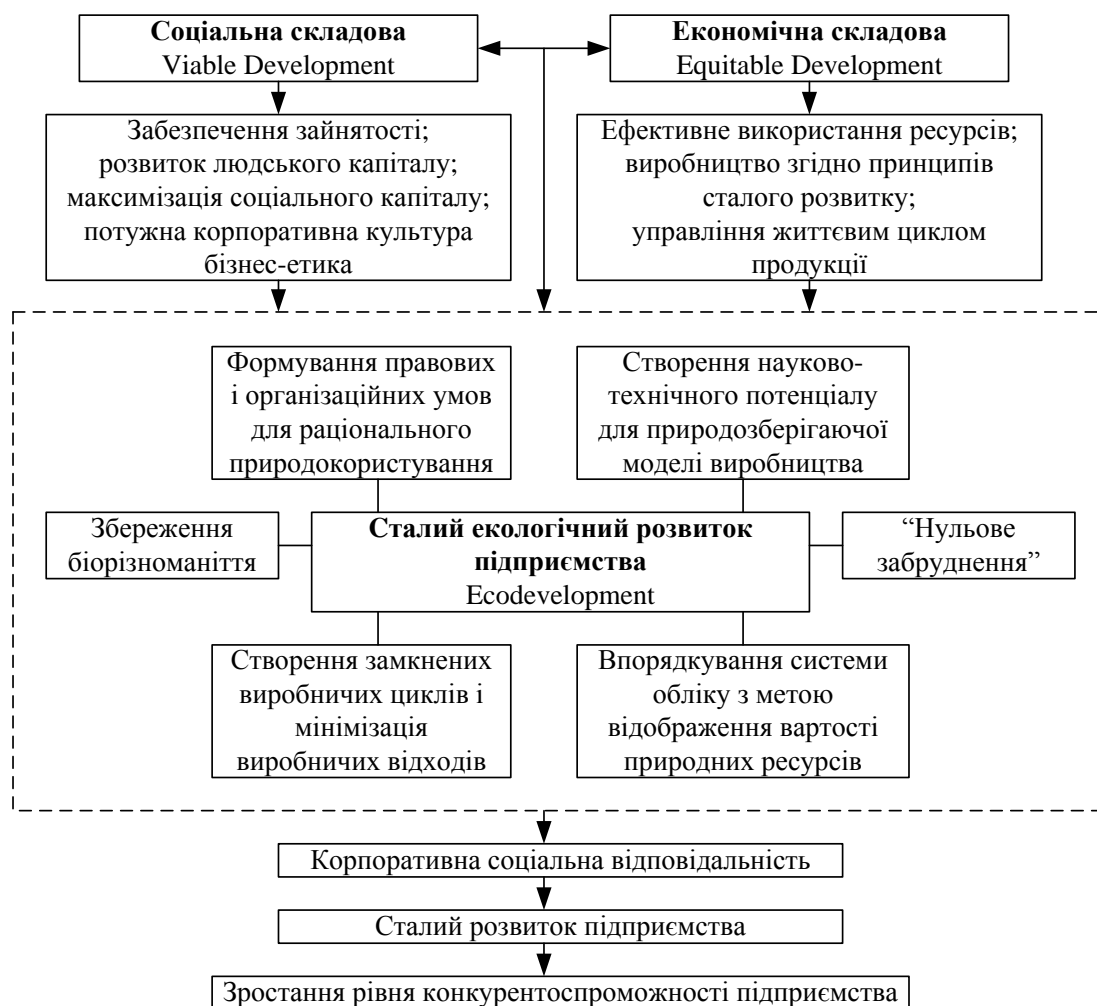 Соціальна складова
Viable Development
Економічна складова
Equitable Development
Забезпечення зайнятості;
розвиток людського капіталу;
максимізація соціального капіталу;
потужна корпоративна культура
бізнес-етика
Ефективне використання ресурсів;
виробництво згідно принципів
сталого розвитку;
управління життєвим циклом
продукції
Формування правових
і організаційних умов
для раціонального
природокористування
Створення науково-
технічного потенціалу
для природозберігаючої
моделі виробництва
Збереження
біорізноманіття
Сталий екологічний розвиток
підприємства
Ecodevelopment
“Нульове
забруднення”
Створення замкнених
виробничих циклів і
мінімізація
виробничих відходів
Впорядкування системи
обліку з метою
відображення вартості
природних ресурсів
Корпоративна соціальна відповідальність
Сталий розвиток підприємства
Зростання рівня конкурентоспроможності підприємства